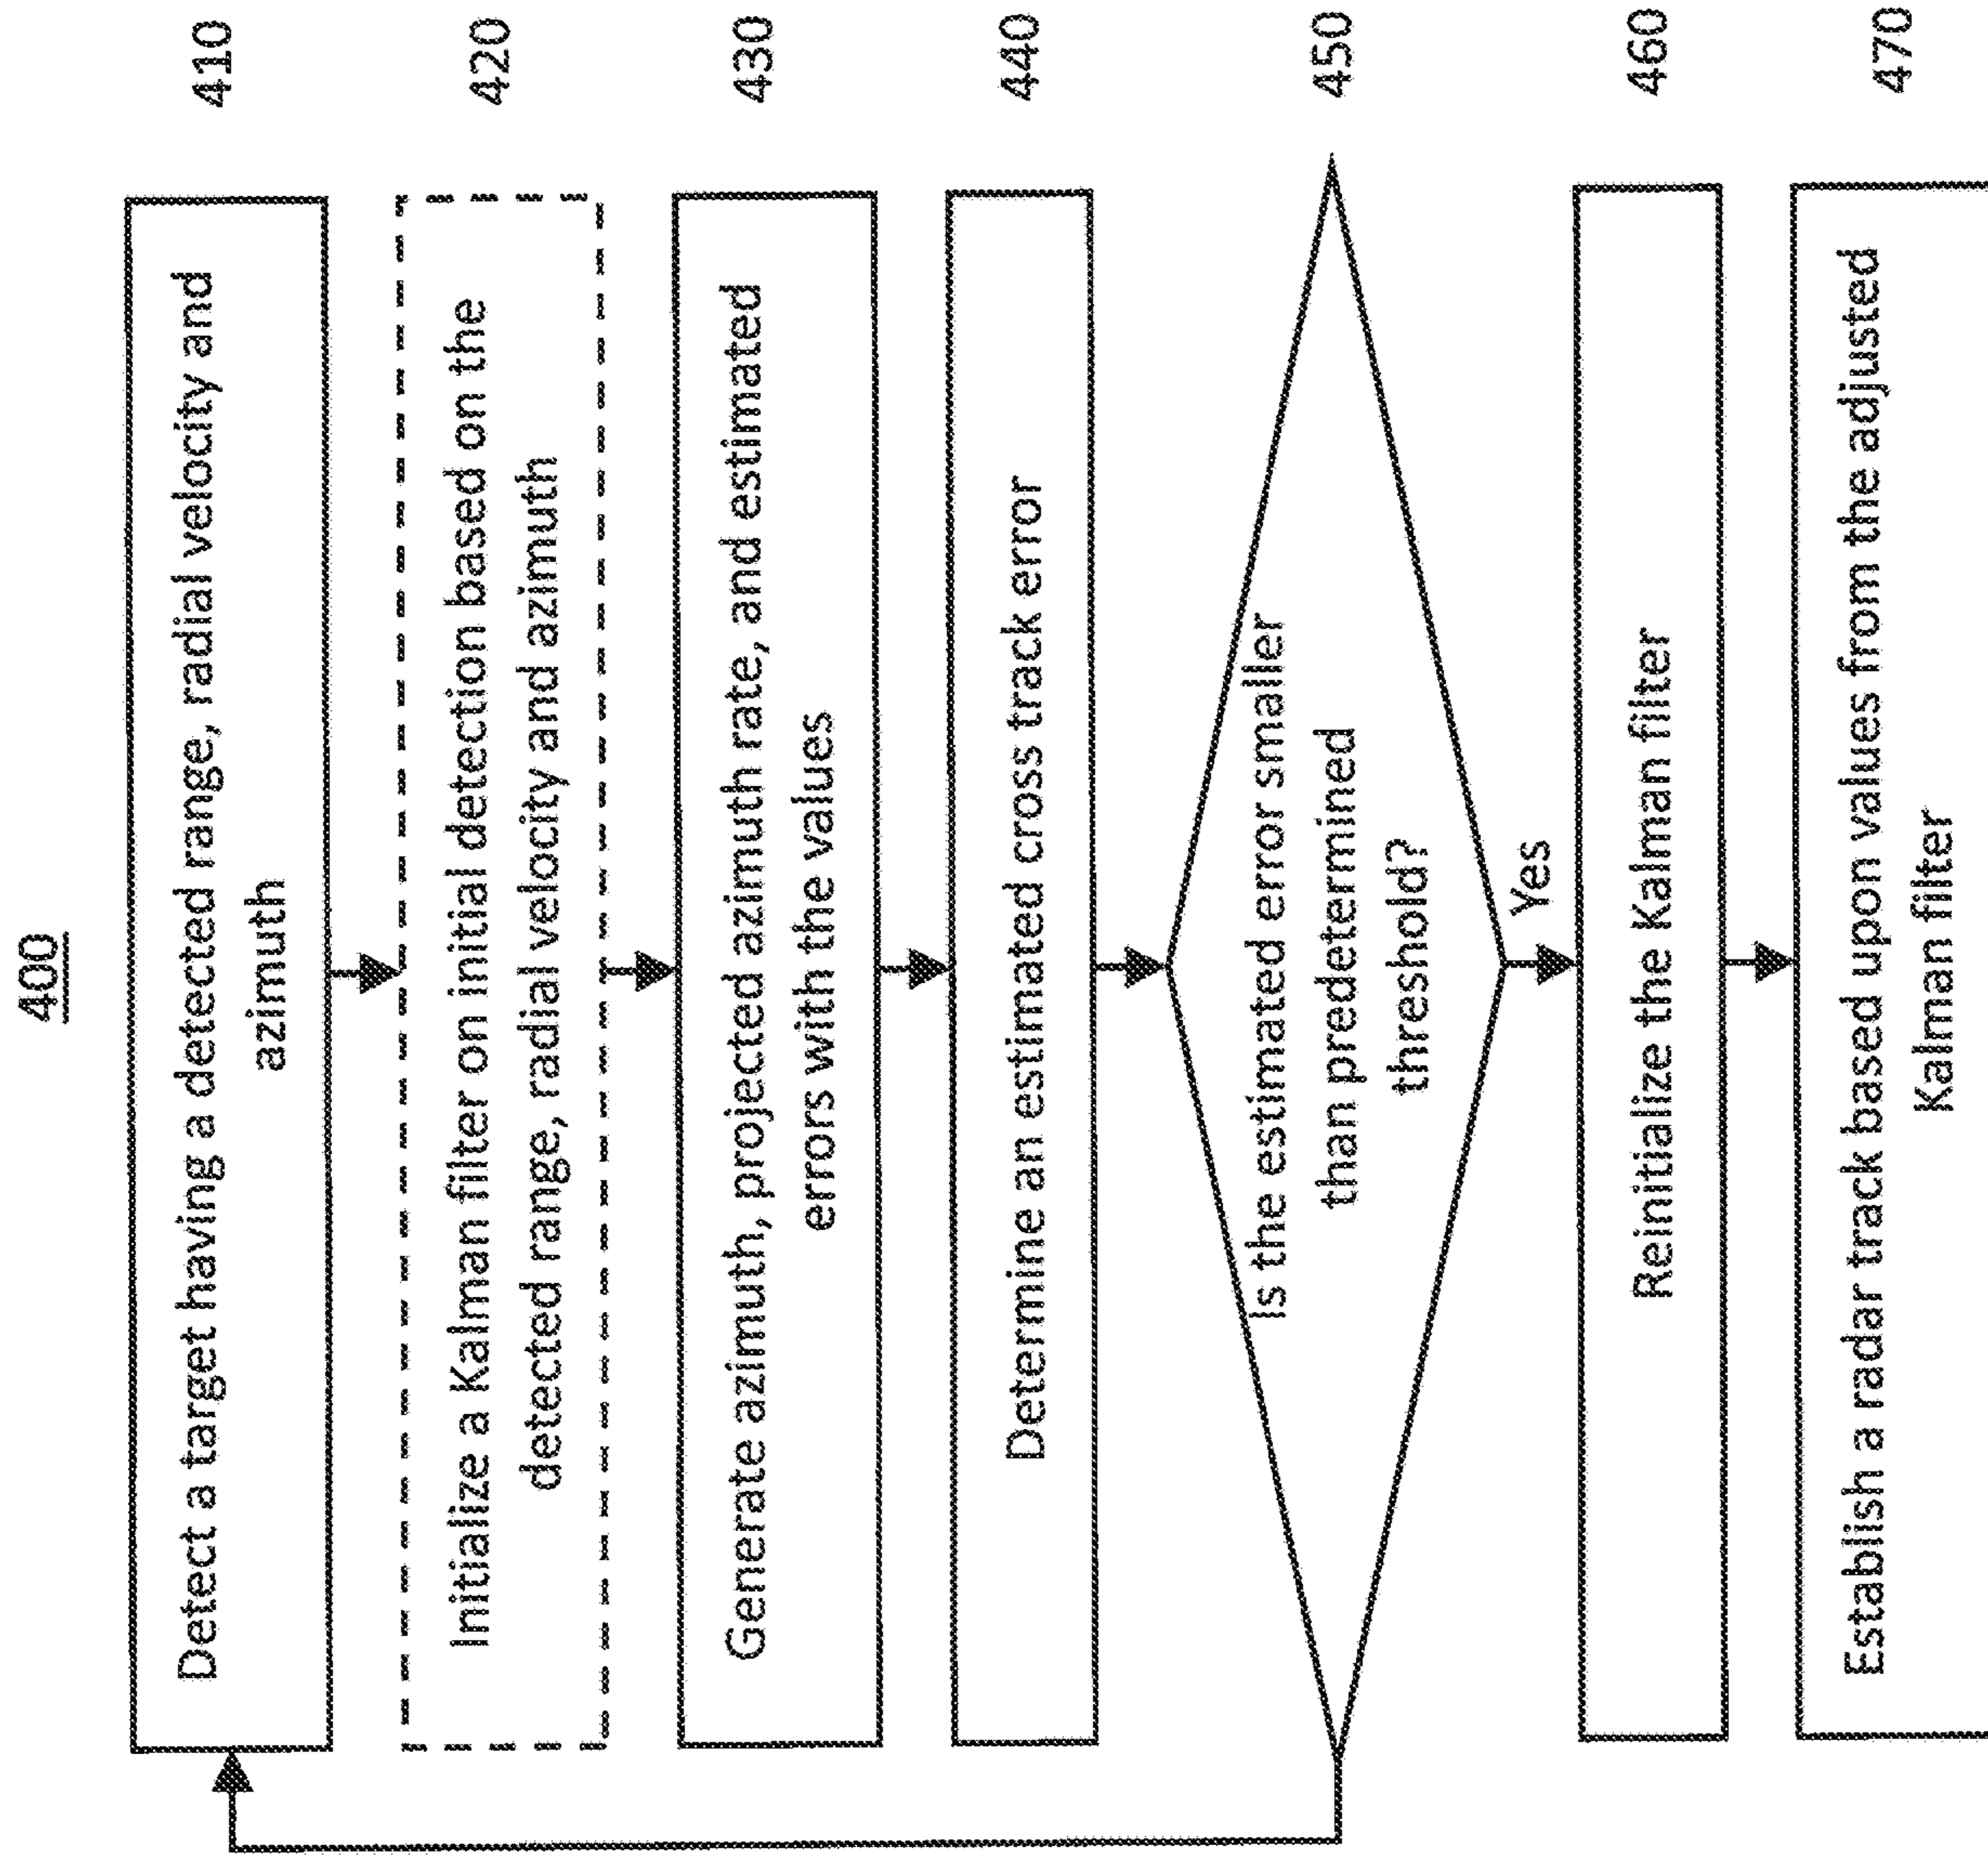 400
Detect a target having a detected range, radial velocity and
azimuth
410
Initialize a Kalman filter on initial detection based on the
detected range, radial velocity and azimuth
420
Generate azimuth, projected azimuth rate, and estimated
errors with the values
430
Determine an estimated cross track error
440
Is the estimated error smaller
than predetermined
threshold?
450
Yes
Reinitialize the Kalman filter
460
Establish a radar track based upon values from the adjusted
Kalman filter
470